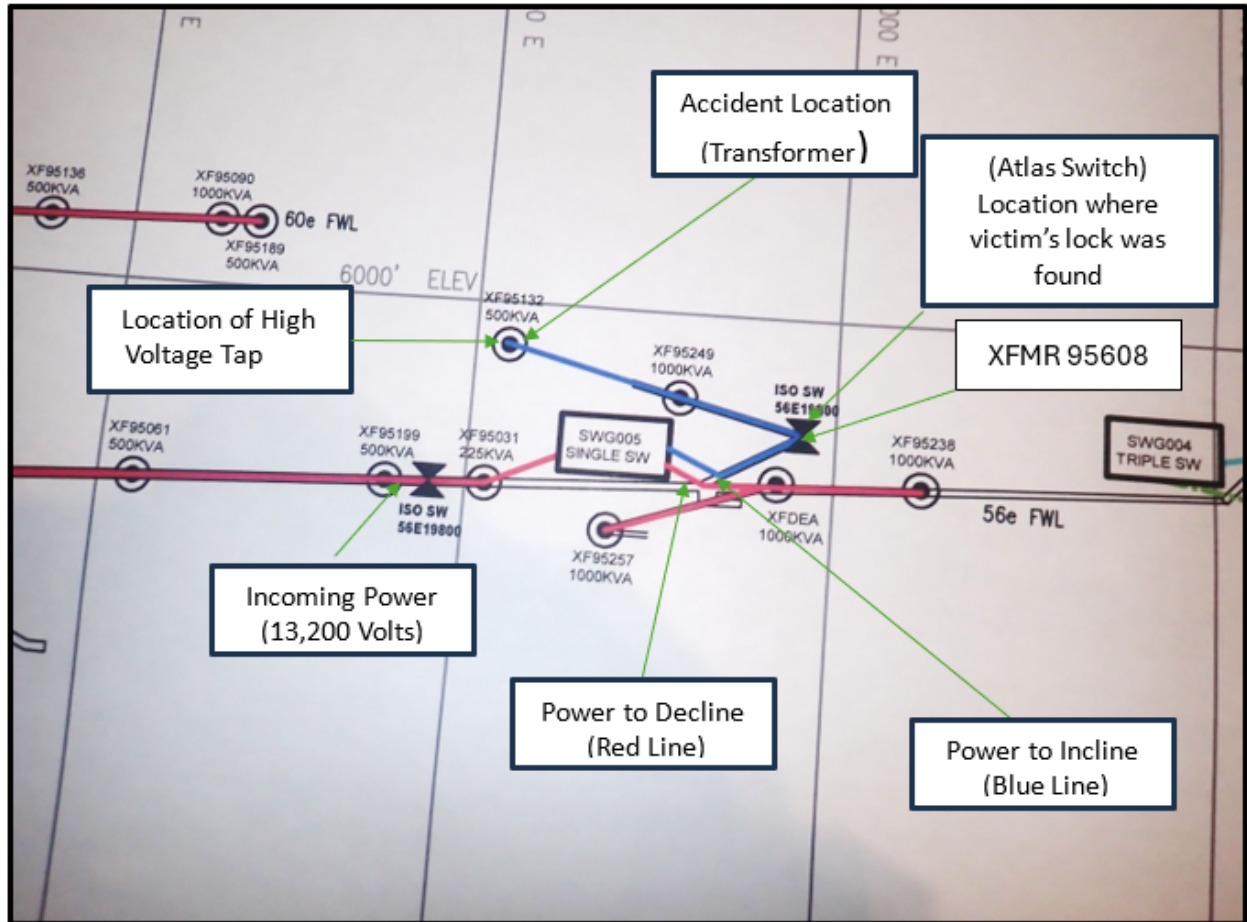 E
0 E
000 E
Accident Location
(Transformer)
(Atlas Switch)
Location where
victim's lock was
found
XF95136
500KVA
XF95090
1000KVA
60e FWL
XF95189
500KVA
6000' ELEV
Location of High
Voltage Tap
XF95132
500KVA
XF95249
1000KVA
XFMR 95608
ISO SW
56E19800
XF95061
500KVA
XF95199
500KVA
XF95031
225KVA
SWG005
SINGLE SW
XF95238
1000KVA
SWG004
TRIPLE SW
ISO SW
56E19800
XF95257
1000KVA
XFDEA
1000KVA
56e FWL
Incoming Power
(13,200 Volts)
Power to Decline
(Red Line)
Power to Incline
(Blue Line)